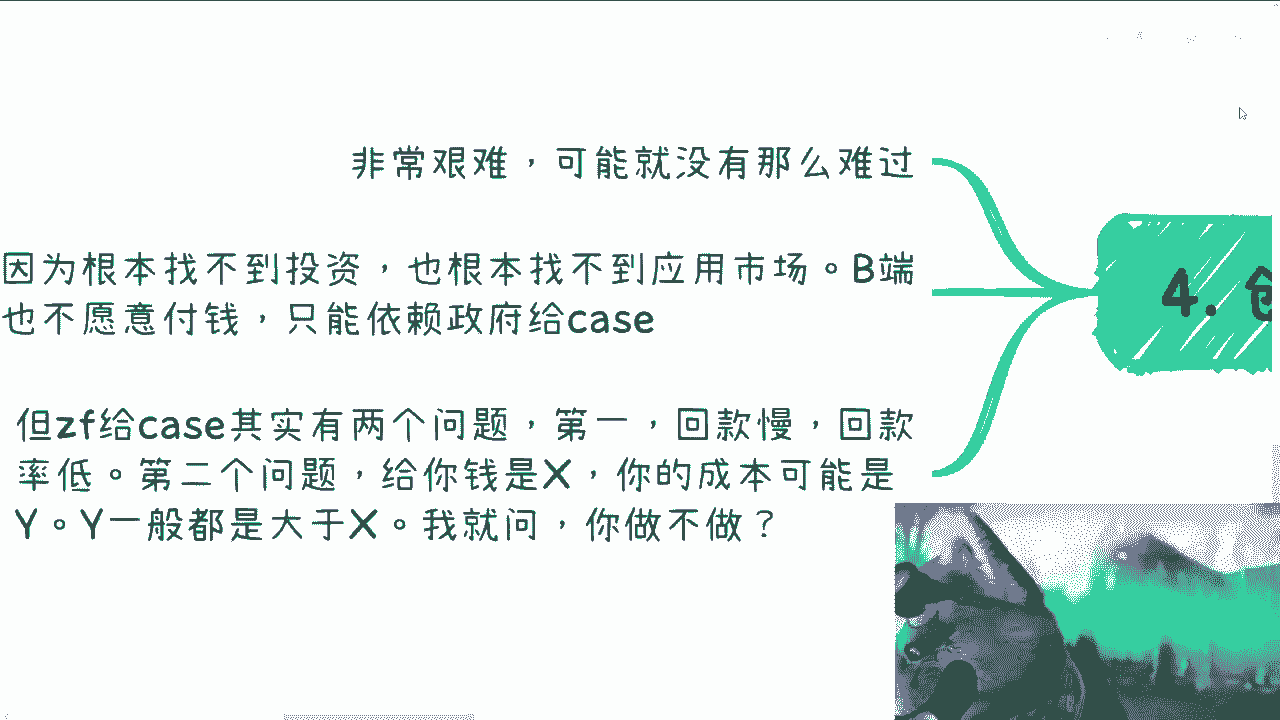 非常艰难，可能就没有那么难过
因为根本找不到投资，也根本找不到应用市场。B端
也不愿意付钱，只能依赖政府给case
但zf给case其实有两个问题，第一，回款慢，回款
率低。第二个问题，给你钱是X，你的成本可能是
Y。Y一般都是大于X。我就问，你做不做？
4.